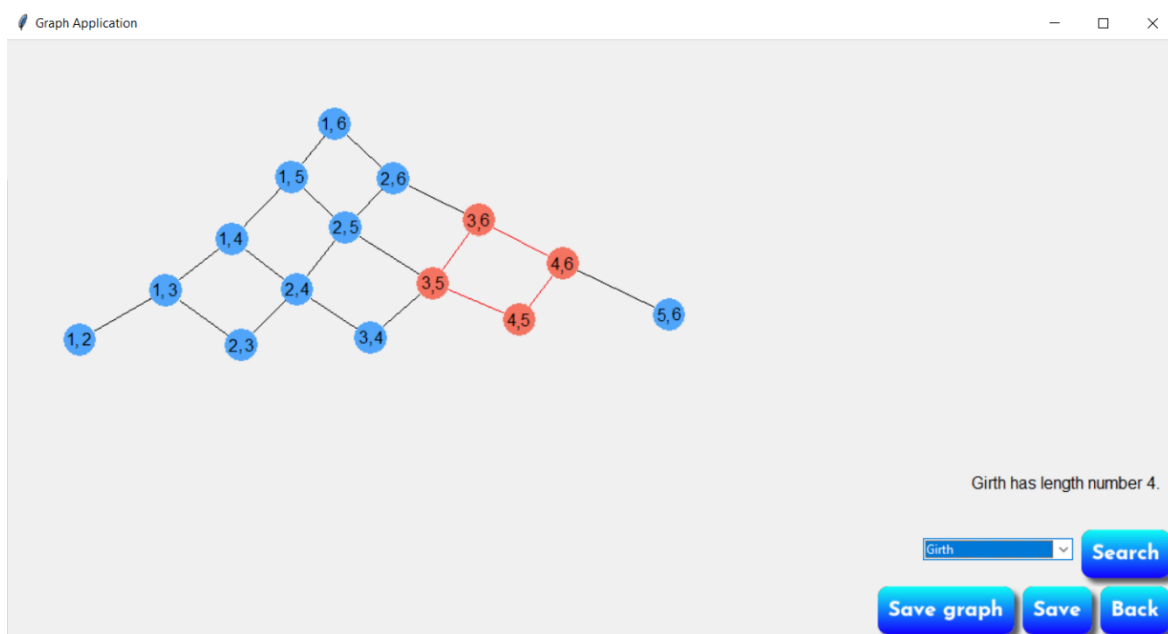 Graph Application
1, 6
1, 5
2, 6
3,6
2, 5
1, 4
4,6
3,5
1, 3
2,4
5, 6
4,5
3,4
1,2
2,3
Girth has length number 4.
Girth
Search
Save graph
Save
Back